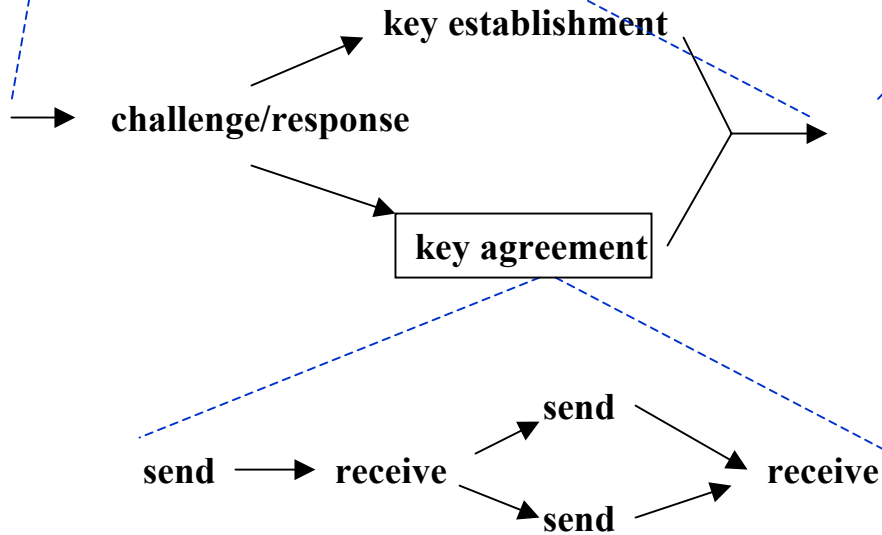 key establishment
challenge/response
key agreement
send
send
receive
receive
send